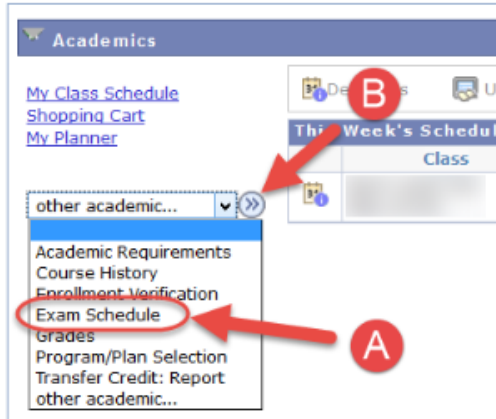 Academics
My Class Schedule
Shopping Cart
My Planner
B
This Week's Schedul
Class
other academic...
Academic Requirements
Course History
Enrollment Verification
Exam Schedule
Grades
Program/Plan Selection
Transfer Credit: Report
other academic...
A